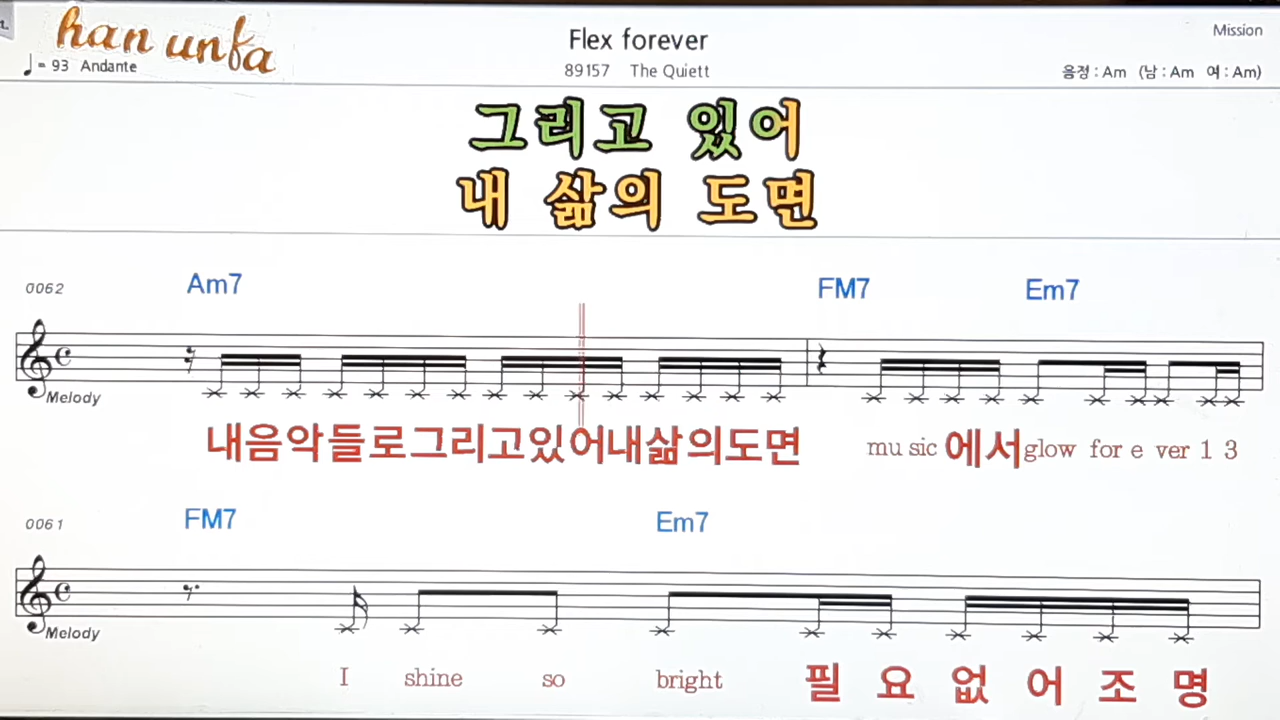 han unfa
Flex forever
Mission
♩= 93 Andante
89157 The Quiett
음정 : Am (남 : Am 여 : Am)
그리고 있어
내 삶의 도면
0062 Am7 FM7 Em7
Melody
내음악들로그리고있어내삶의도면 mu sic 에서 glow for e ver 1 3
0061 FM7 Em7
Melody
I shine so bright 필 요 없 어 조 명